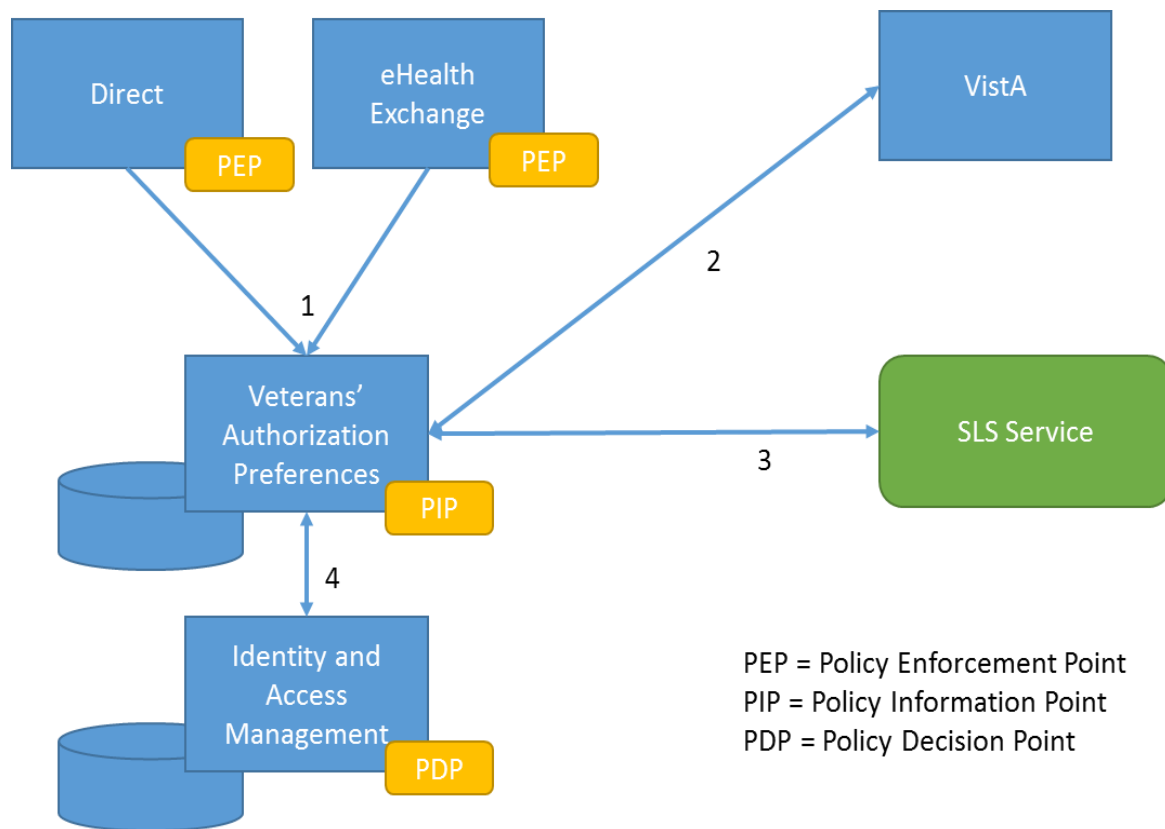 Direct
PEP
eHealth
Exchange
PEP
VistA
1
2
Veterans’
Authorization
Preferences
PIP
3
SLS Service
4
Identity and
Access
Management
PDP
PEP = Policy Enforcement Point
PIP = Policy Information Point
PDP = Policy Decision Point